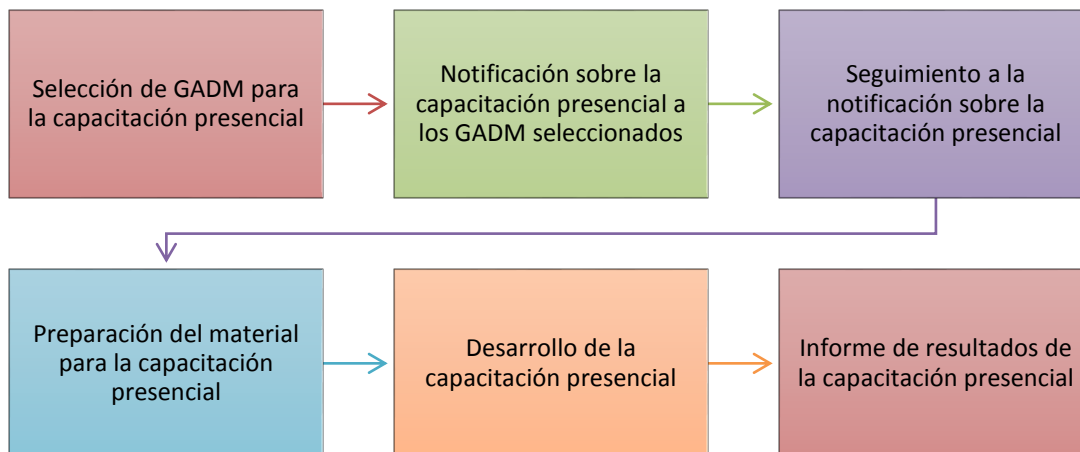 Selección de GADM para
la capacitación presencial
Notificación sobre la
capacitación presencial a
los GADM seleccionados
Seguimiento a la
notificación sobre la
capacitación presencial
Preparación del material
para la capacitación
presencial
Desarrollo de la
capacitación presencial
Informe de resultados de
la capacitación presencial